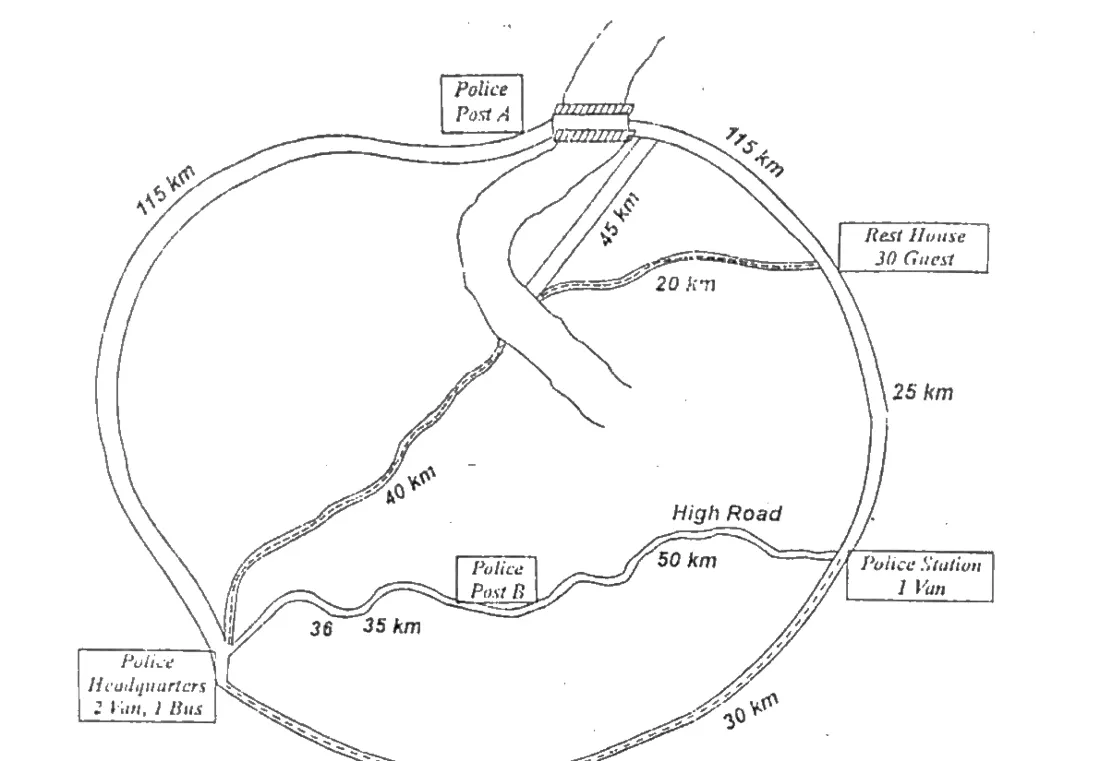 Police
Post A
115 km
115 km
45 km
Rest House
30 Guest
20 km
25 km
40 km
High Road
50 km
Police
Post B
Police Station
1 Van
36
35 km
Police
Headquarters
2 Van, 1 Bus
30 km